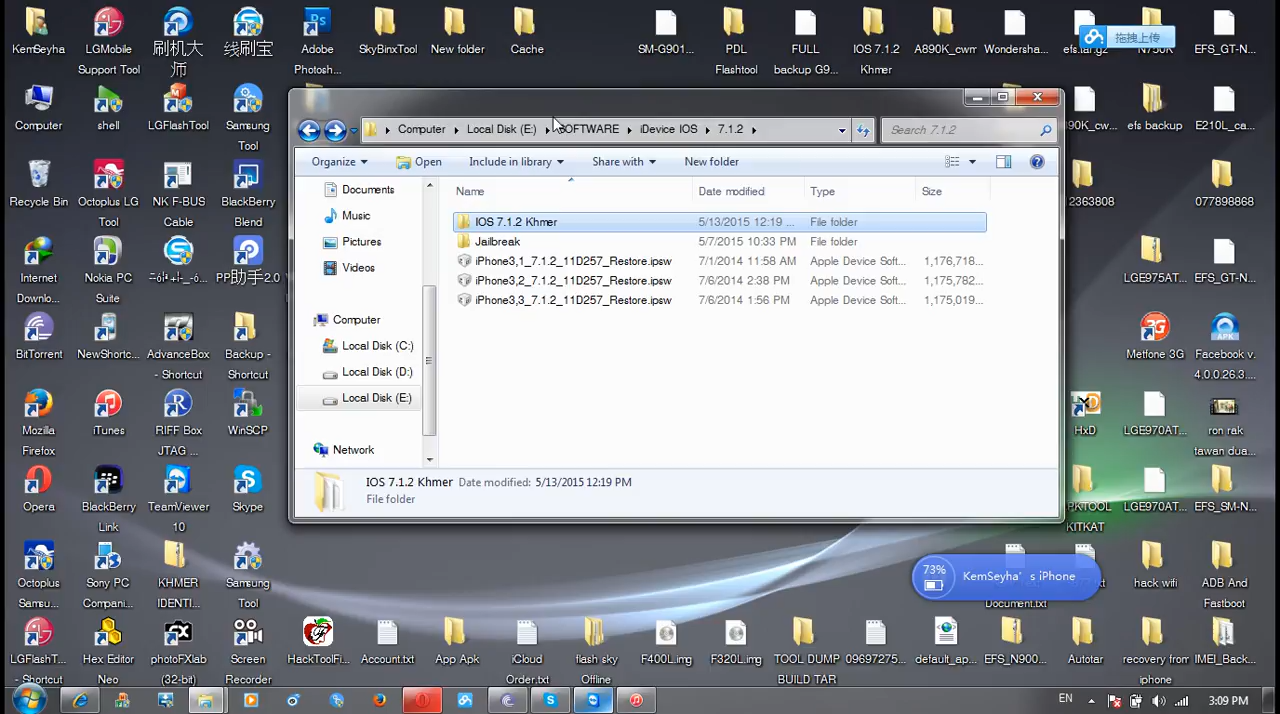 KemSeyha
LGMobile Support Tool
刷机大师
线刷宝
Adobe Photosh...
SkyBinxTool
New folder
Cache
SM-G901...
PDL Flashtool
FULL backup G9...
IOS 7.1.2 Khmer
A890K_cwm
Wondersha...
efs.tar.gz
拖拽上传
N750K
EFS_GT-N...
Computer
shell
LGFlashTool
Samsung Tool
390K_cw...
efs backup
E210L_ca...
Computer
Local Disk (E:)
SOFTWARE
iDevice IOS
7.1.2
Search 7.1.2
Organize
Open
Include in library
Share with
New folder
Recycle Bin
Octoplus LG Tool
NK F-BUS Cable
BlackBerry Blend
12363808
077898868
Documents
Music
Pictures
Videos
Computer
Local Disk (C:)
Local Disk (D:)
Local Disk (E:)
Network
Name
Date modified
Type
Size
IOS 7.1.2 Khmer 5/13/2015 12:19 ... File folder
Jailbreak 5/7/2015 10:33 PM File folder
iPhone3,1_7.1.2_11D257_Restore.ipsw 7/1/2014 11:58 AM Apple Device Soft... 1,176,718...
iPhone3,2_7.1.2_11D257_Restore.ipsw 7/6/2014 2:38 PM Apple Device Soft... 1,175,782...
iPhone3,3_7.1.2_11D257_Restore.ipsw 7/6/2014 1:56 PM Apple Device Soft... 1,175,019...
IOS 7.1.2 Khmer Date modified: 5/13/2015 12:19 PM
File folder
Internet Downlo...
Nokia PC Suite
PP助手2.0
LGE975AT...
EFS_GT-N...
BitTorrent
NewShortc...
AdvanceBox - Shortcut
Backup - Shortcut
Metfone 3G
Facebook v. 4.0.0.26.3....
Mozilla Firefox
iTunes
RIFF Box JTAG ...
WinSCP
HxD
LGE970AT...
ron rak tawan dua...
Opera
BlackBerry Link
TeamViewer 10
Skype
KITKAT
LGE970AT...
EFS_SM-N...
73%
KemSeyha's iPhone
Octoplus Samsu...
Sony PC Compani...
KHMER IDENTI...
Samsung Tool
Document.txt
hack wifi
ADB And Fastboot
LGFlashT... - Shortcut
Hex Editor Neo
photoFXlab (32-bit)
Screen Recorder
HackToolFi...
Account.txt
App Apk
iCloud Order.txt
flash sky Offline
F400L.img
F320L.img
TOOL DUMP BUILD TAR
09697275...
default_ap...
EFS_N900...
Autotar
recovery from iphone
IMEI_Back...
EN
3:09 PM